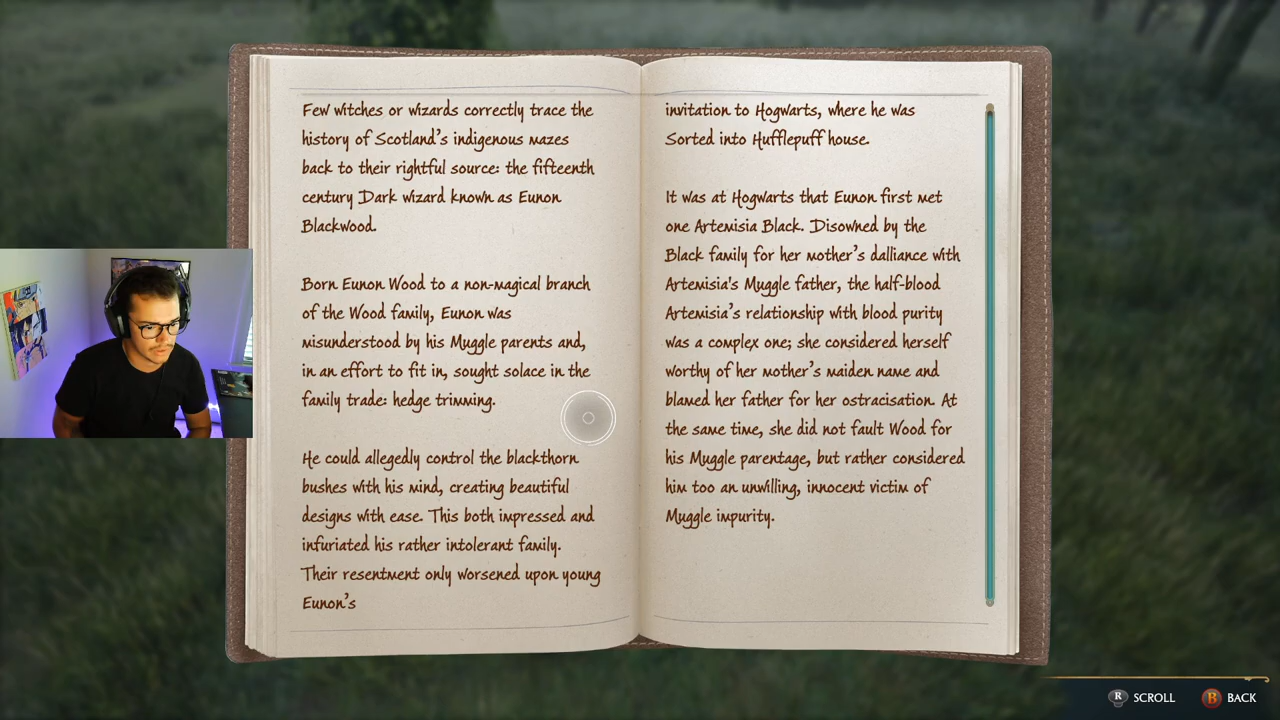 Few witches or wizards correctly trace the
history of Scotland's indigenous mazes
back to their rightful source: the fifteenth
century Dark wizard known as Eunon
Blackwood.
Born Eunon Wood to a non-magical branch
of the Wood family, Eunon was
misunderstood by his Muggle parents and,
in an effort to fit in, sought solace in the
family trade: hedge trimming.
He could allegedly control the blackthorn
bushes with his mind, creating beautiful
designs with ease. This both impressed and
infuriated his rather intolerant family.
Their resentment only worsened upon young
Eunon's
invitation to Hogwarts, where he was
Sorted into Hufflepuff house.
It was at Hogwarts that Eunon first met
one Artemisia Black. Disowned by the
Black family for her mother's dalliance with
Artemisia's Muggle father, the half-blood
Artemisia's relationship with blood purity
was a complex one; she considered herself
worthy of her mother's maiden name and
blamed her father for her ostracisation. At
the same time, she did not fault Wood for
his Muggle parentage, but rather considered
him too an unwilling, innocent victim of
Muggle impurity.
R SCROLL B BACK